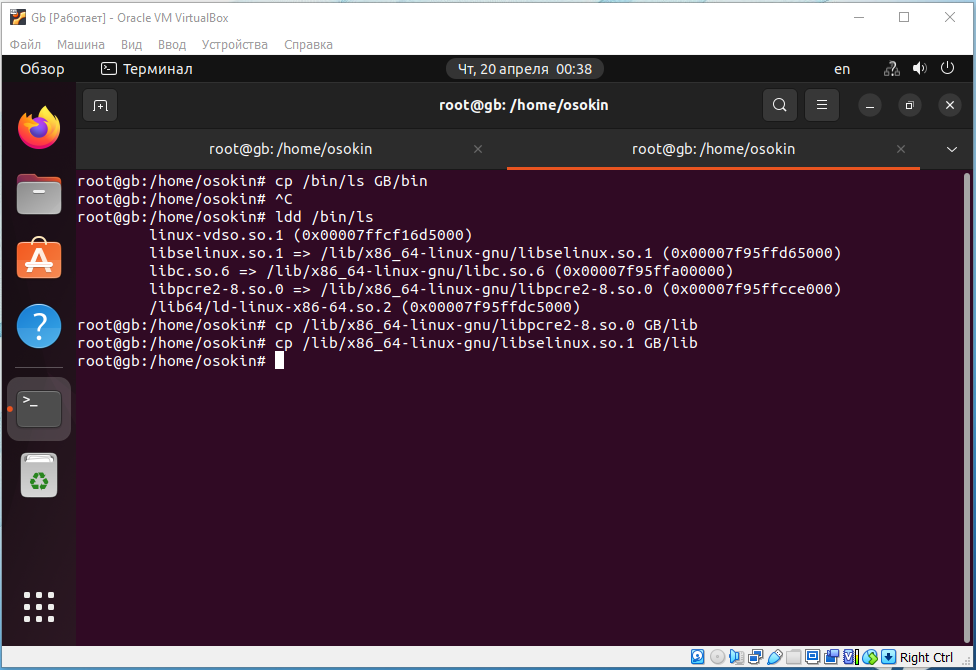 Gb [Работает] - Oracle VM VirtualBox
Файл Машина Вид Ввод Устройства Справка
Обзор Терминал Чт, 20 апреля 00:38 en
root@gb: /home/osokin
root@gb: /home/osokin root@gb: /home/osokin
root@gb:/home/osokin# cp /bin/ls GB/bin
root@gb:/home/osokin# ^C
root@gb:/home/osokin# ldd /bin/ls
linux-vdso.so.1 (0x00007ffcf16d5000)
libselinux.so.1 => /lib/x86_64-linux-gnu/libselinux.so.1 (0x00007f95ffd65000)
libc.so.6 => /lib/x86_64-linux-gnu/libc.so.6 (0x00007f95ffa00000)
libpcre2-8.so.0 => /lib/x86_64-linux-gnu/libpcre2-8.so.0 (0x00007f95ffcce000)
/lib64/ld-linux-x86-64.so.2 (0x00007f95ffdc5000)
root@gb:/home/osokin# cp /lib/x86_64-linux-gnu/libpcre2-8.so.0 GB/lib
root@gb:/home/osokin# cp /lib/x86_64-linux-gnu/libselinux.so.1 GB/lib
root@gb:/home/osokin#
Right Ctrl